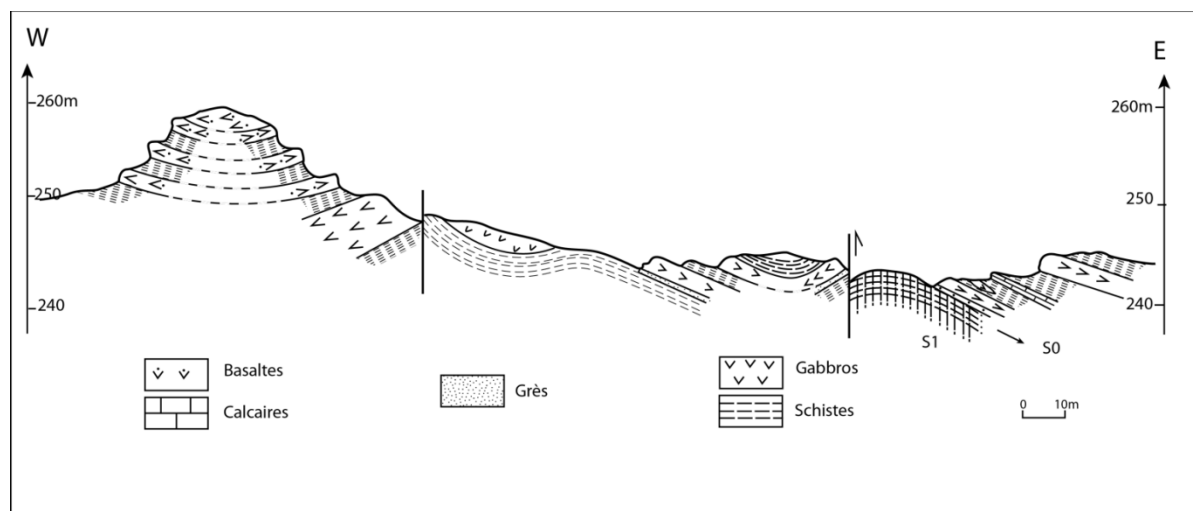 W
E
260m
260m
250
250
240
240
S1
S0
Basaltes
Gabbros
Grès
Calcaires
Schistes
0 10m